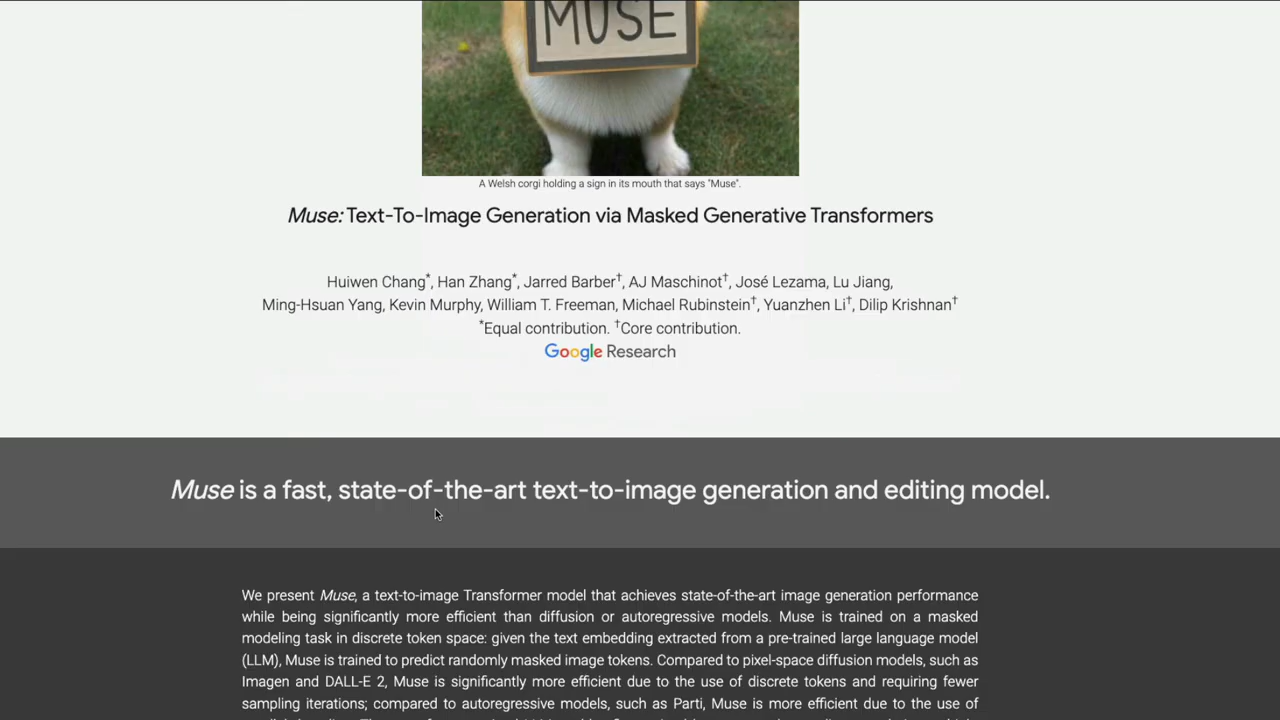 MUSE
A Welsh corgi holding a sign in its mouth that says "Muse".
Muse: Text-To-Image Generation via Masked Generative Transformers
Huiwen Chang*, Han Zhang*, Jarred Barber†, AJ Maschinot†, José Lezama, Lu Jiang,
Ming-Hsuan Yang, Kevin Murphy, William T. Freeman, Michael Rubinstein†, Yuanzhen Li†, Dilip Krishnan†
*Equal contribution. †Core contribution.
Google Research
Muse is a fast, state-of-the-art text-to-image generation and editing model.
We present Muse, a text-to-image Transformer model that achieves state-of-the-art image generation performance
while being significantly more efficient than diffusion or autoregressive models. Muse is trained on a masked
modeling task in discrete token space: given the text embedding extracted from a pre-trained large language model
(LLM), Muse is trained to predict randomly masked image tokens. Compared to pixel-space diffusion models, such as
Imagen and DALL-E 2, Muse is significantly more efficient due to the use of discrete tokens and requiring fewer
sampling iterations; compared to autoregressive models, such as Parti, Muse is more efficient due to the use of